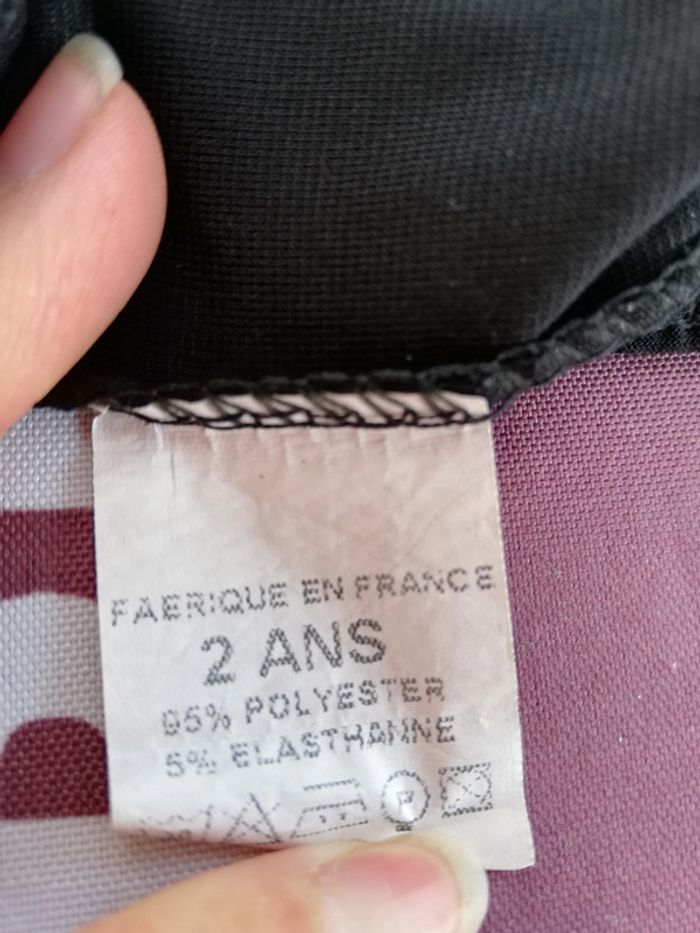 FABRIQUE EN FRANCE
2 ANS
95% POLYESTER
5% ELASTHANNE
P